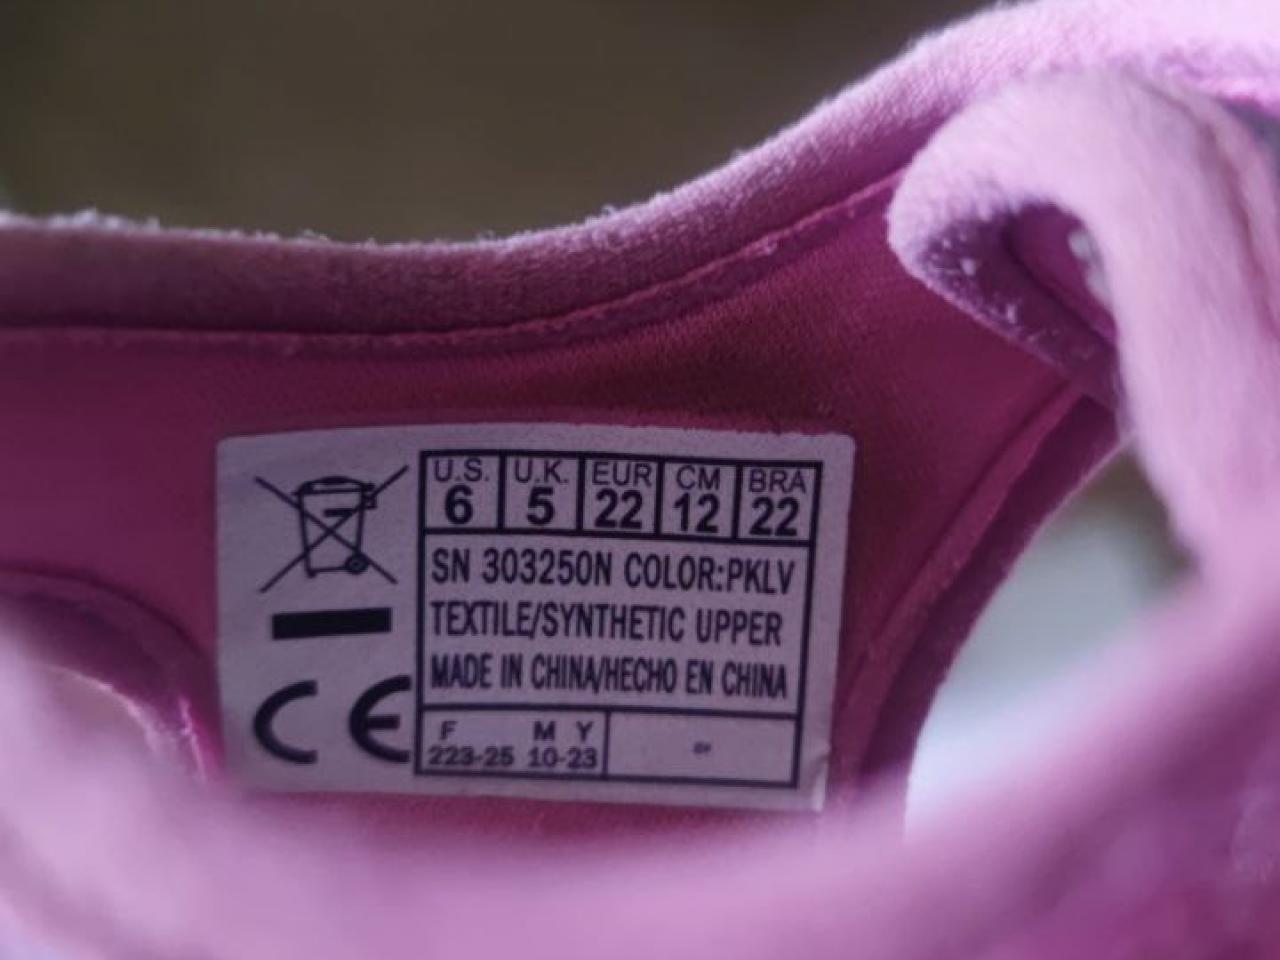 U.S. U.K. EUR CM BRA
6 5 22 12 22
SN 303250N COLOR:PKLV
TEXTILE/SYNTHETIC UPPER
MADE IN CHINA/HECHO EN CHINA
CE
F M Y
223-25 10-23